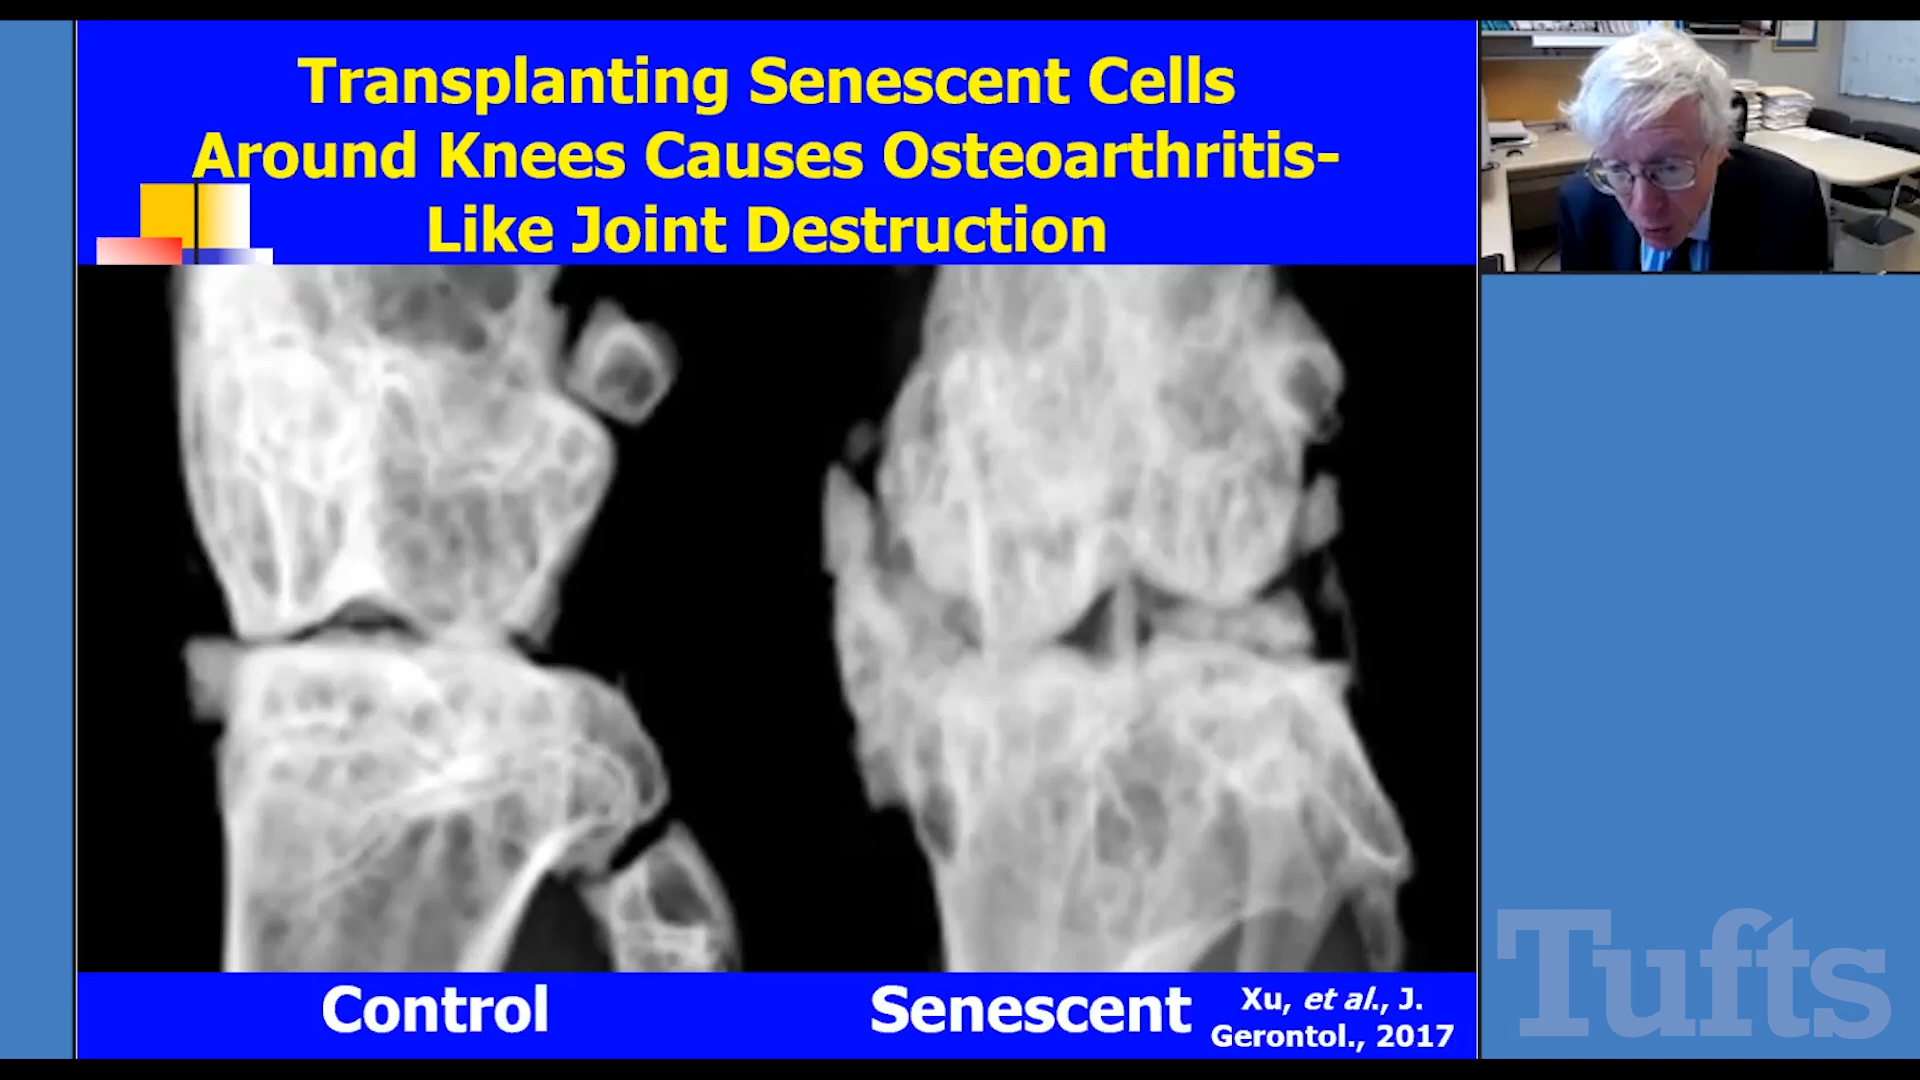 Transplanting Senescent Cells
Around Knees Causes Osteoarthritis-
Like Joint Destruction
Control
Senescent
Xu, et al., J.
Gerontol., 2017
Tufts